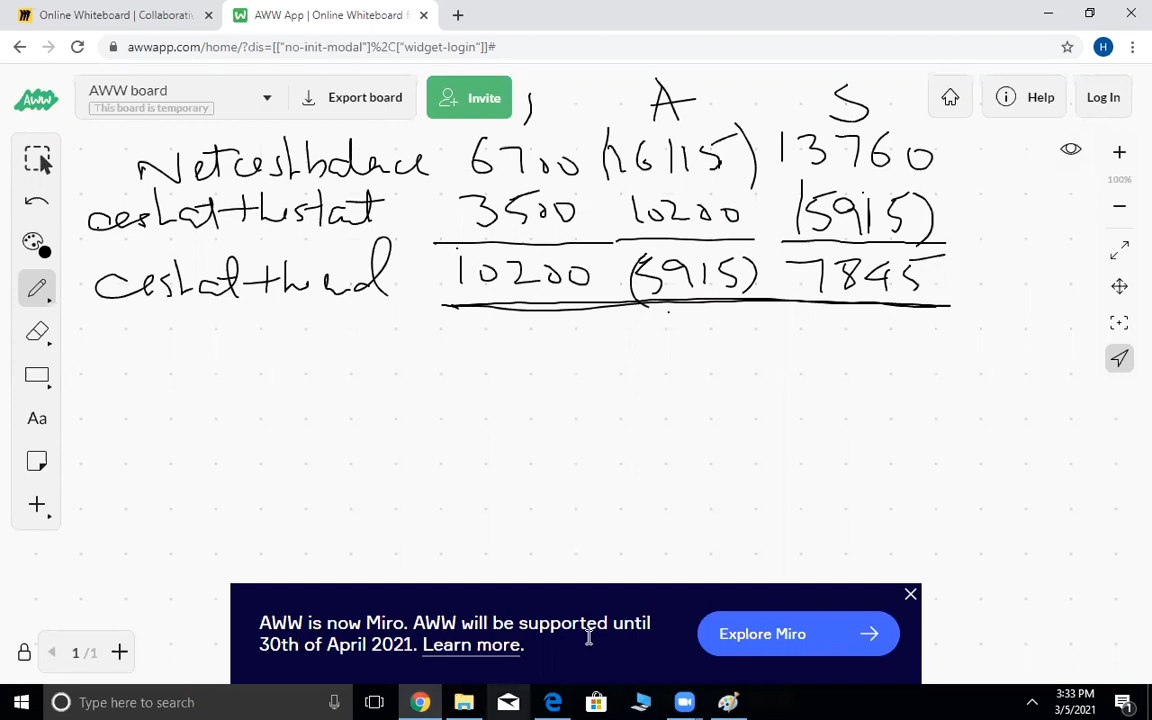 Online Whiteboard | Collaborati
AWW App | Online Whiteboard f
awwapp.com/home/?dis=[["no-init-modal"]%2C["widget-login"]]#
H
AWW
AWW board
This board is temporary
Export board
Invite
Help
Log In
J A S
Netcashbalance 6700 (16115) 13760
cashatthestart 3500 10200 (5915)
cashattheend 10200 (5915) 7845
100%
Aa
AWW is now Miro. AWW will be supported until
30th of April 2021. Learn more.
Explore Miro
1 /1
Type here to search
3:33 PM
3/5/2021
1